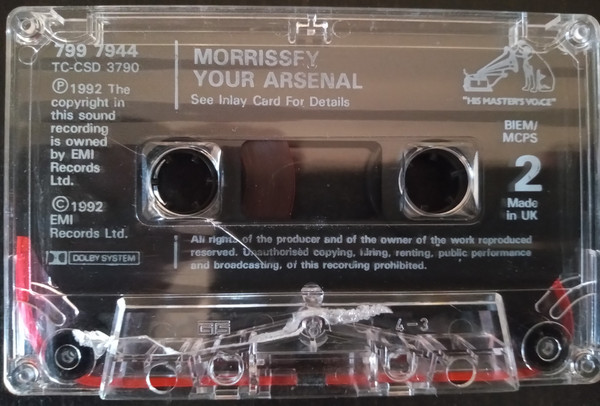 799 7944
TC-CSD 3790
MORRISSEY
YOUR ARSENAL
See Inlay Card For Details
℗1992 The
copyright in
this sound
recording
is owned
by EMI
Records
Ltd.
©1992
EMI
Records Ltd.
DOLBY SYSTEM
"HIS MASTER'S VOICE"
BIEM/
MCPS
2
Made
in UK
All rights of the producer and of the owner of the work reproduced
reserved. Unauthorised copying, hiring, renting, public performance
and broadcasting, of this recording prohibited.
4-3